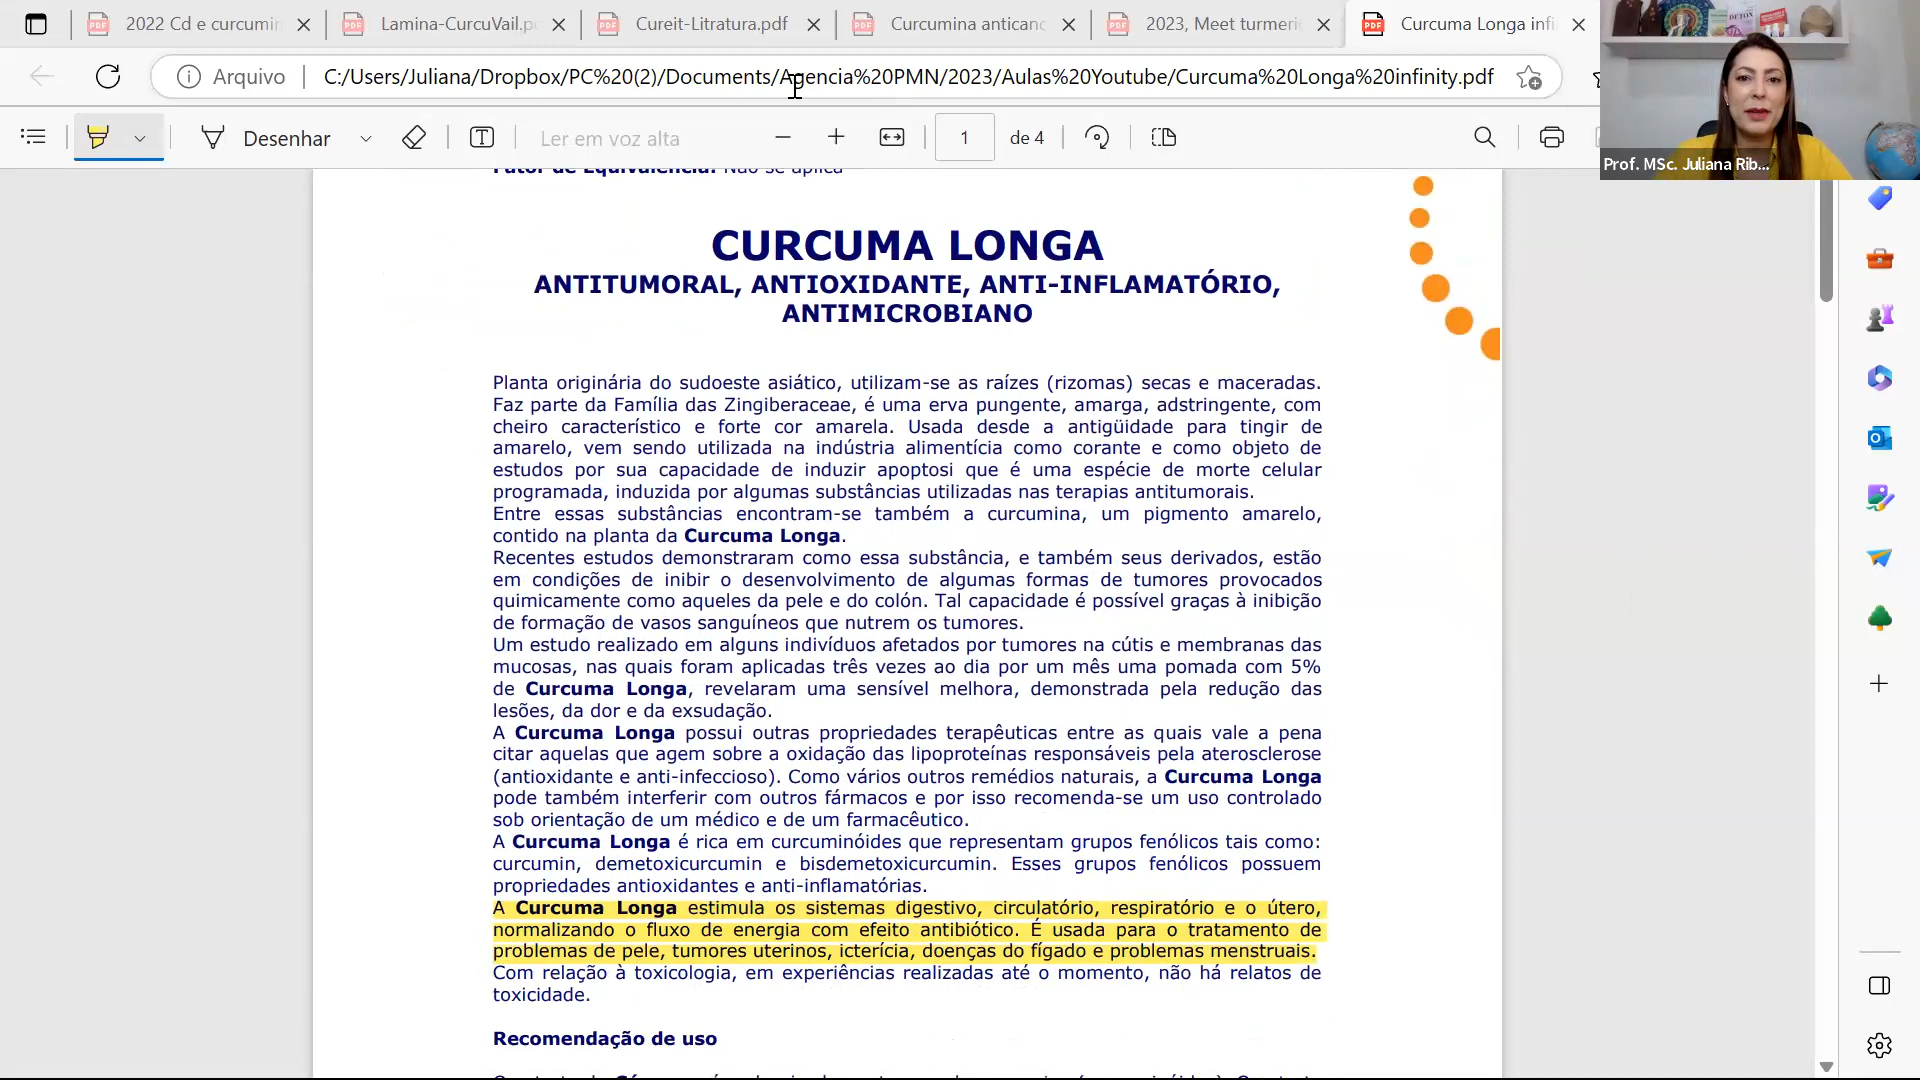 2022 Cd e curcumin
Lamina-CurcuVail.p
Cureit-Litratura.pdf
Curcumina anticanc
2023, Meet turmeri
Curcuma Longa infi
Arquivo
C:/Users/Juliana/Dropbox/PC%20(2)/Documents/Agencia%20PMN/2023/Aulas%20Youtube/Curcuma%20Longa%20infinity.pdf
Desenhar
Ler em voz alta
1
de 4
Prof. MSc. Juliana Rib...
Fator de Equivalência: Não se aplica
CURCUMA LONGA
ANTITUMORAL, ANTIOXIDANTE, ANTI-INFLAMATÓRIO,
ANTIMICROBIANO
Planta originária do sudoeste asiático, utilizam-se as raízes (rizomas) secas e maceradas.
Faz parte da Família das Zingiberaceae, é uma erva pungente, amarga, adstringente, com
cheiro característico e forte cor amarela. Usada desde a antigüidade para tingir de
amarelo, vem sendo utilizada na indústria alimentícia como corante e como objeto de
estudos por sua capacidade de induzir apoptosi que é uma espécie de morte celular
programada, induzida por algumas substâncias utilizadas nas terapias antitumorais.
Entre essas substâncias encontram-se também a curcumina, um pigmento amarelo,
contido na planta da Curcuma Longa.
Recentes estudos demonstraram como essa substância, e também seus derivados, estão
em condições de inibir o desenvolvimento de algumas formas de tumores provocados
quimicamente como aqueles da pele e do colón. Tal capacidade é possível graças à inibição
de formação de vasos sanguíneos que nutrem os tumores.
Um estudo realizado em alguns indivíduos afetados por tumores na cútis e membranas das
mucosas, nas quais foram aplicadas três vezes ao dia por um mês uma pomada com 5%
de Curcuma Longa, revelaram uma sensível melhora, demonstrada pela redução das
lesões, da dor e da exsudação.
A Curcuma Longa possui outras propriedades terapêuticas entre as quais vale a pena
citar aquelas que agem sobre a oxidação das lipoproteínas responsáveis pela aterosclerose
(antioxidante e anti-infeccioso). Como vários outros remédios naturais, a Curcuma Longa
pode também interferir com outros fármacos e por isso recomenda-se um uso controlado
sob orientação de um médico e de um farmacêutico.
A Curcuma Longa é rica em curcuminóides que representam grupos fenólicos tais como:
curcumin, demetoxicurcumin e bisdemetoxicurcumin. Esses grupos fenólicos possuem
propriedades antioxidantes e anti-inflamatórias.
A Curcuma Longa estimula os sistemas digestivo, circulatório, respiratório e o útero,
normalizando o fluxo de energia com efeito antibiótico. É usada para o tratamento de
problemas de pele, tumores uterinos, icterícia, doenças do fígado e problemas menstruais.
Com relação à toxicologia, em experiências realizadas até o momento, não há relatos de
toxicidade.
Recomendação de uso